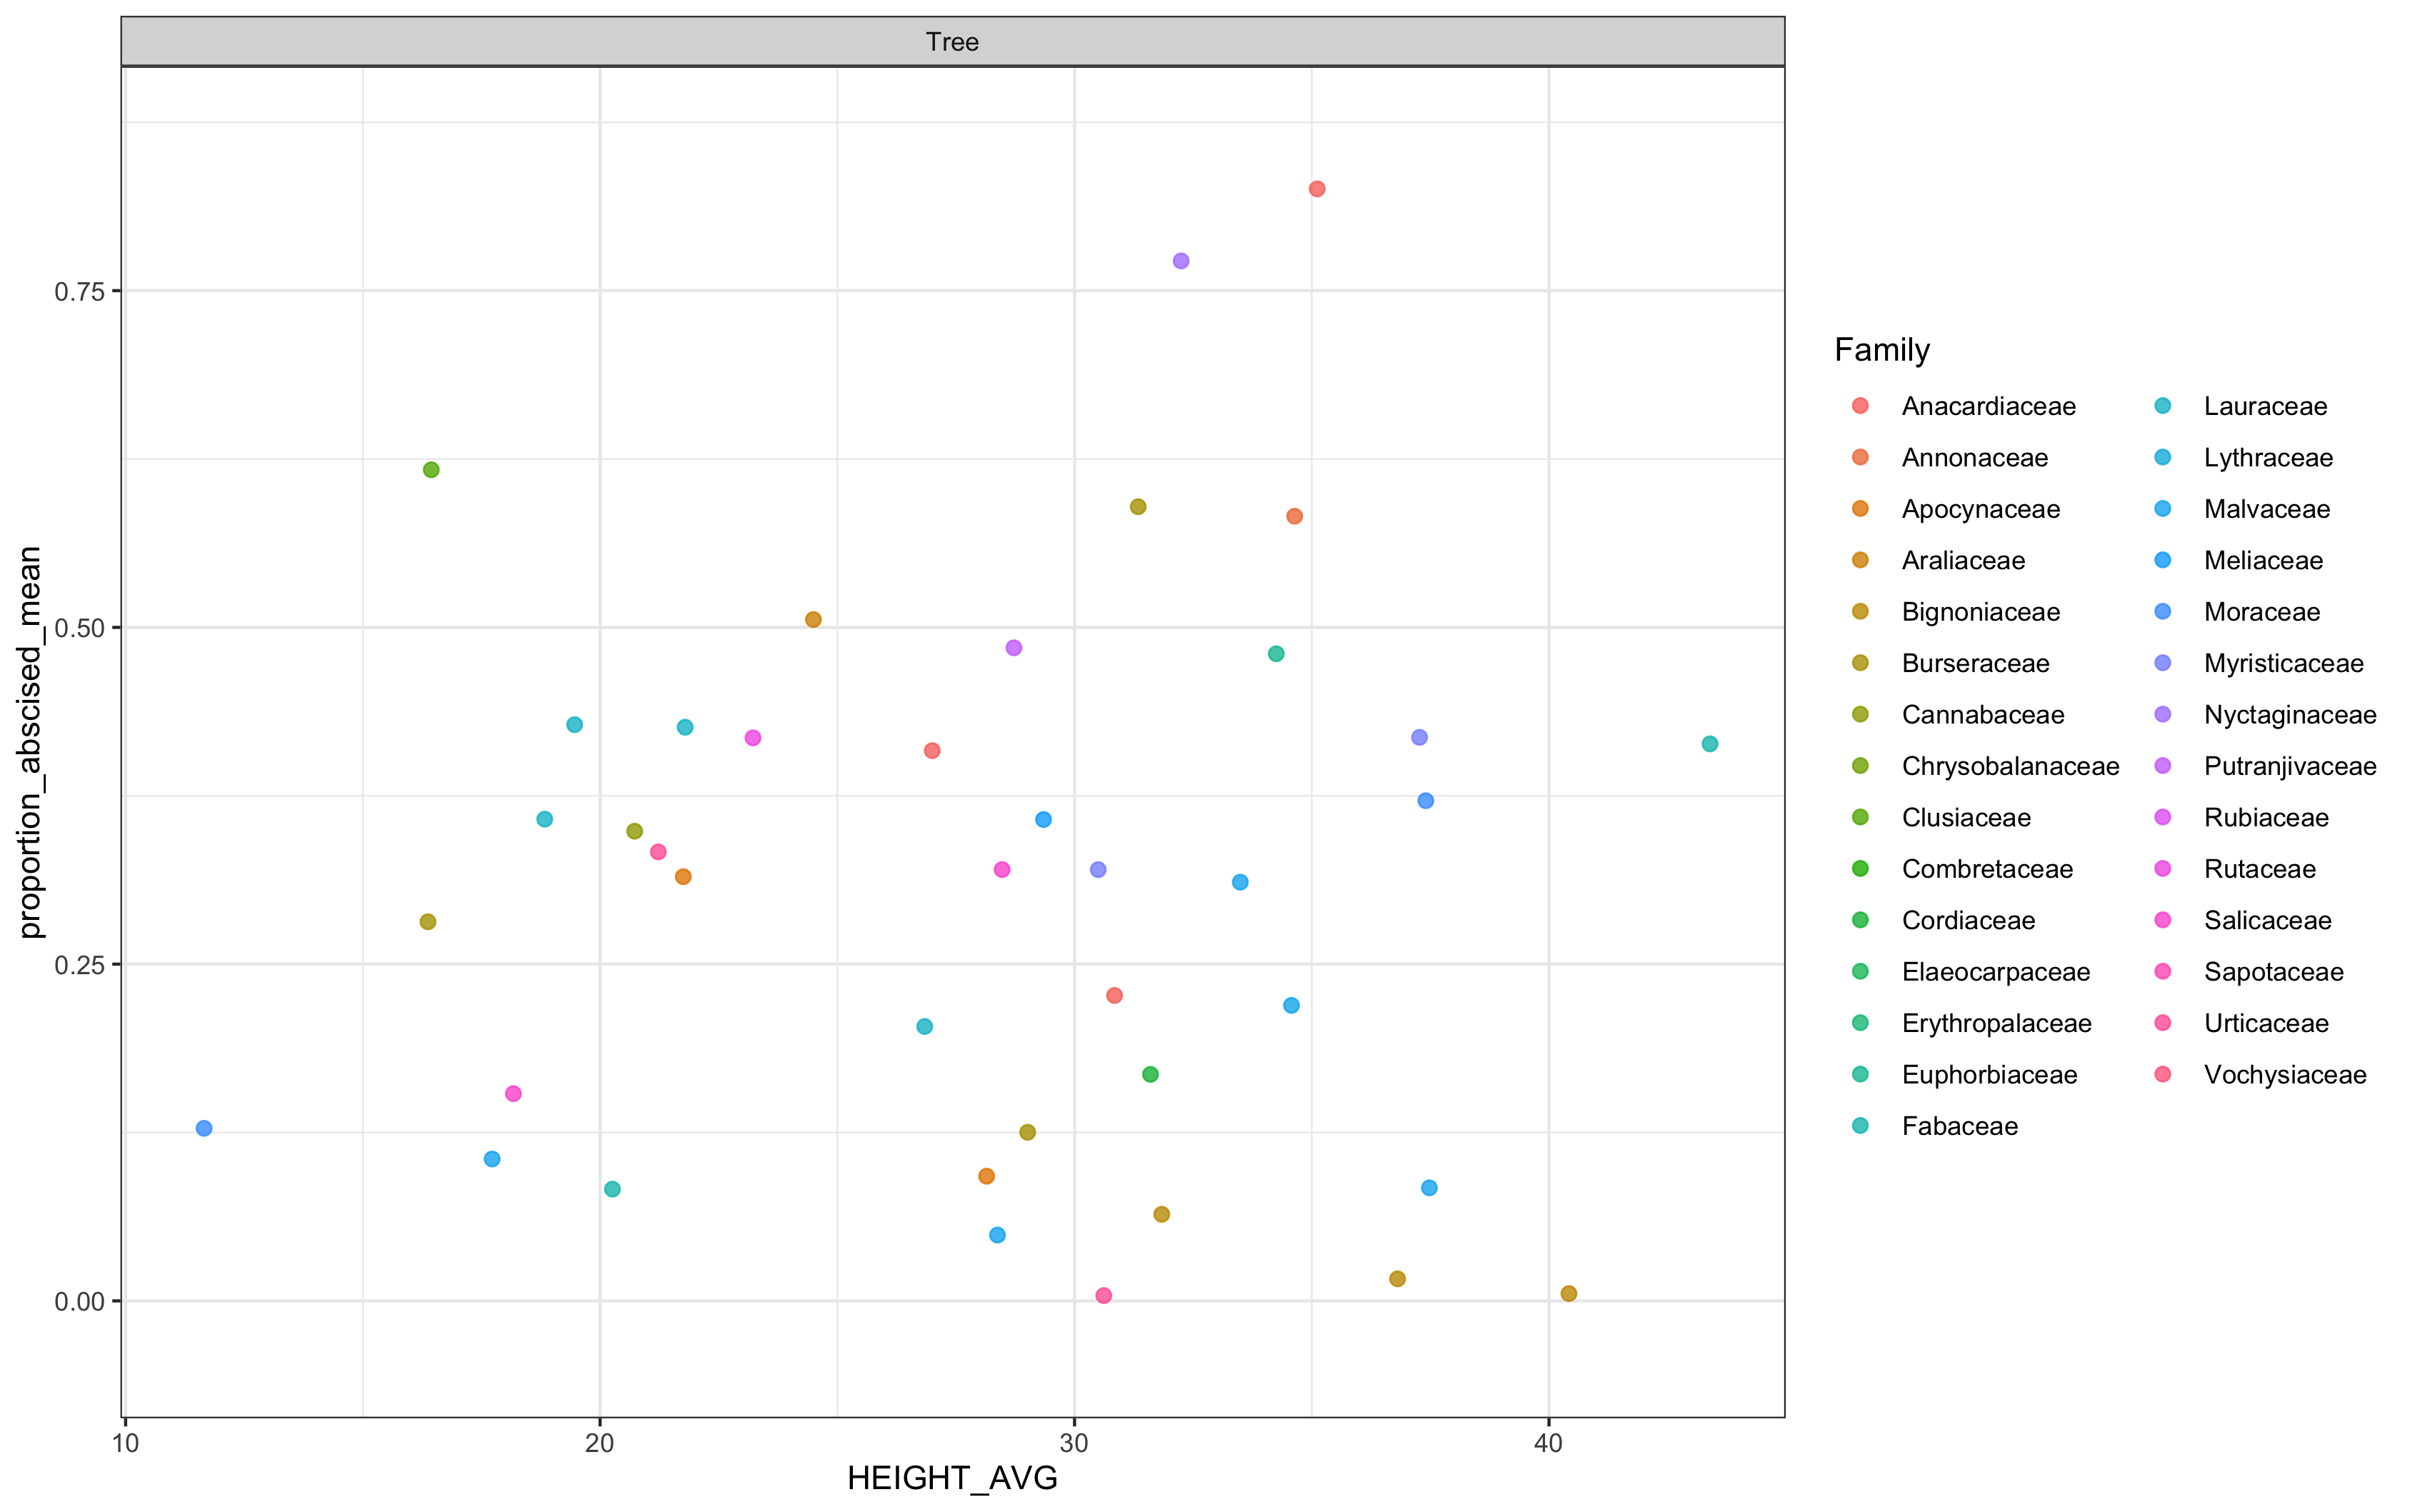 Tree
0.75
0.50
0.25
0.00
proportion_abscised_mean
10 20 30 40
HEIGHT_AVG
Family
Anacardiaceae
Annonaceae
Apocynaceae
Araliaceae
Bignoniaceae
Burseraceae
Cannabaceae
Chrysobalanaceae
Clusiaceae
Combretaceae
Cordiaceae
Elaeocarpaceae
Erythropalaceae
Euphorbiaceae
Fabaceae
Lauraceae
Lythraceae
Malvaceae
Meliaceae
Moraceae
Myristicaceae
Nyctaginaceae
Putranjivaceae
Rubiaceae
Rutaceae
Salicaceae
Sapotaceae
Urticaceae
Vochysiaceae